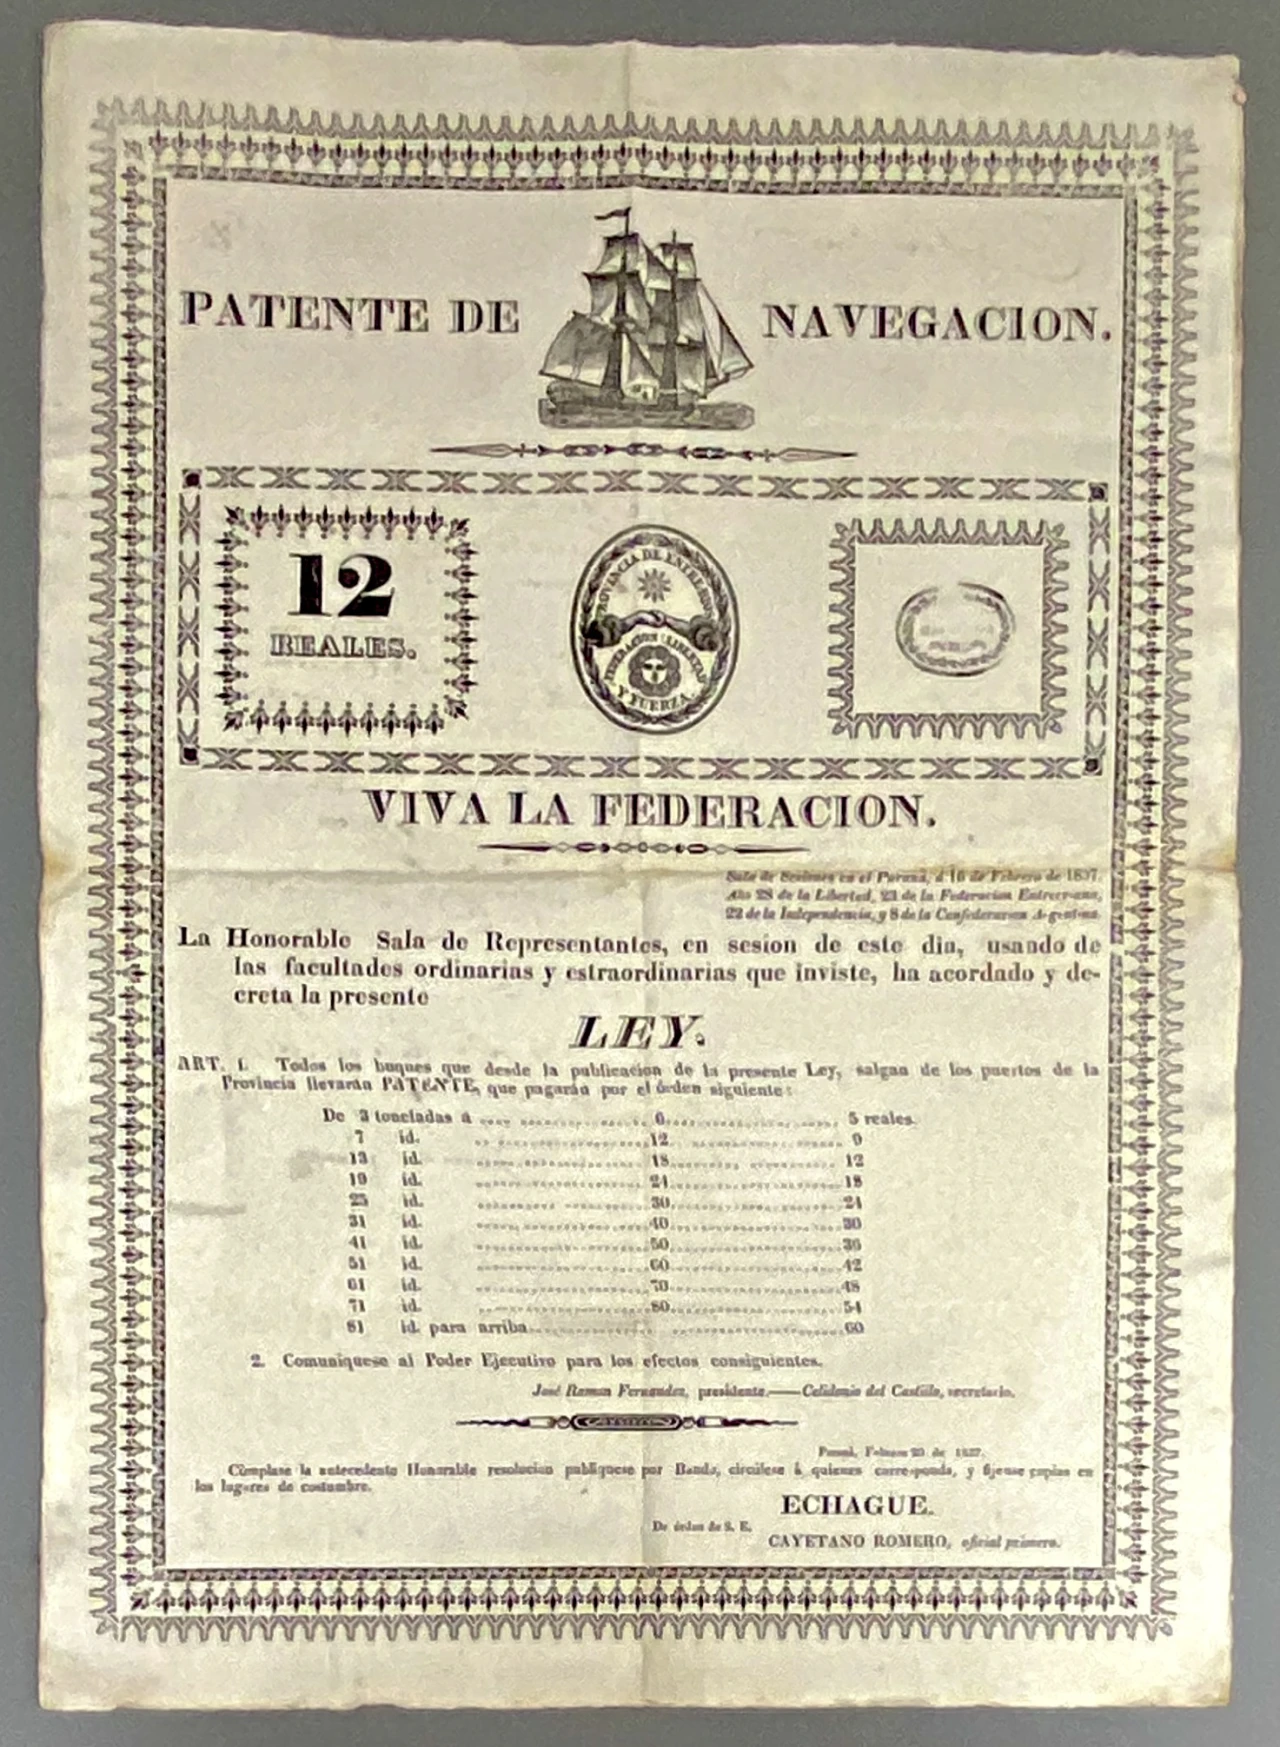 PATENTE DE NAVEGACION.
12
REALES.
PROVINCIA DE ENTRERIOS
FEDERACION LIBERTAD
Y FUERZA
VIVA LA FEDERACION.
Sala de Sesiones en el Paraná, á 16 de Febrero de 1837.
Año 28 de la Libertad, 23 de la Federacion Entrerriana,
22 de la Independencia, y 8 de la Confederacion Argentina.
La Honorable Sala de Representantes, en sesion de este dia, usando de
las facultades ordinarias y estraordinarias que inviste, ha acordado y de-
creta la presente
LEY.
ART. 1. Todos los buques que desde la publicacion de la presente Ley, salgan de los puertos de la
Provincia llevarán PATENTE, que pagarán por el órden siguiente:
De 3 toneladas á ........ 6 ........ 5 reales.
7 id. ........ 12 ........ 9
13 id. ........ 18 ........ 12
19 id. ........ 24 ........ 18
25 id. ........ 30 ........ 24
31 id. ........ 40 ........ 30
41 id. ........ 50 ........ 36
51 id. ........ 60 ........ 42
61 id. ........ 70 ........ 48
71 id. ........ 80 ........ 54
81 id. para arriba ........ 60
2. Comuniquese al Poder Ejecutivo para los efectos consiguientes.
José Ramon Fernandez, presidente.—Celidonio del Castillo, secretario.
Paraná, Febrero 20 de 1837.
Cúmplase la antecedente Honorable resolucion publíquese por Bando, circúlese á quienes corresponda, y fijense copias en
los lugares de costumbre.
ECHAGUE.
De órden de S. E.
CAYETANO ROMERO, oficial primero.